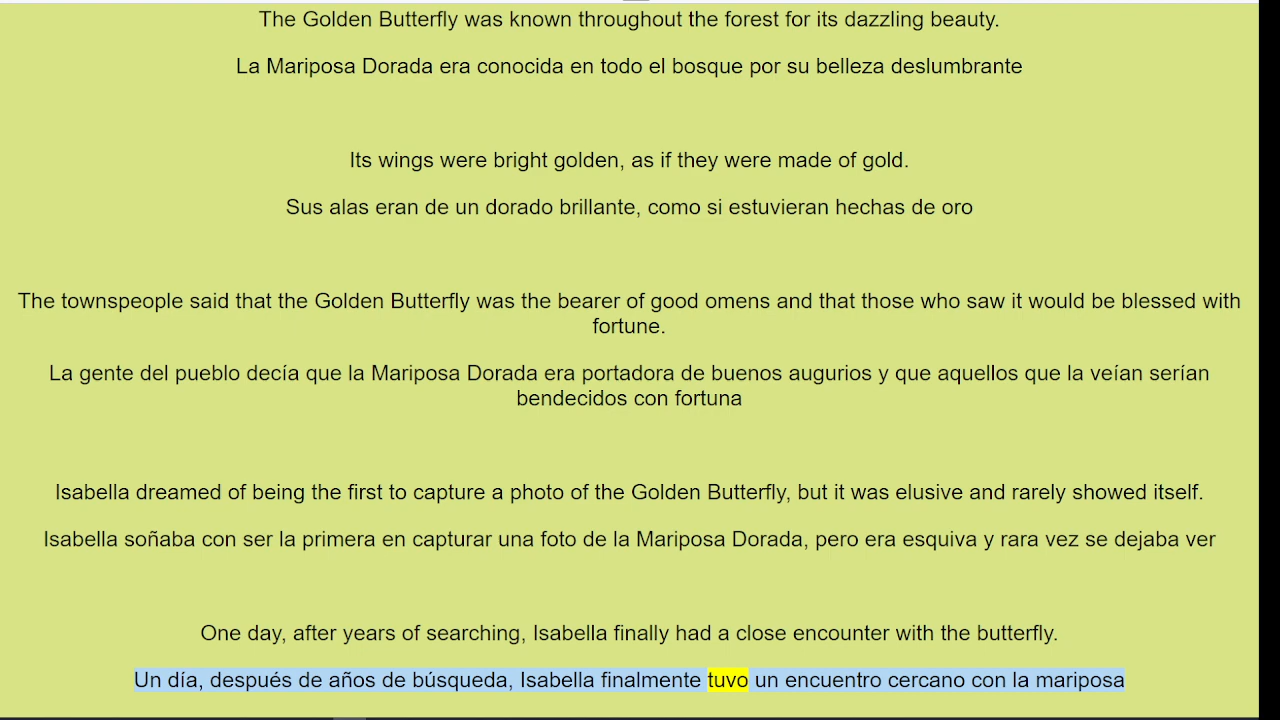 The Golden Butterfly was known throughout the forest for its dazzling beauty.
La Mariposa Dorada era conocida en todo el bosque por su belleza deslumbrante
Its wings were bright golden, as if they were made of gold.
Sus alas eran de un dorado brillante, como si estuvieran hechas de oro
The townspeople said that the Golden Butterfly was the bearer of good omens and that those who saw it would be blessed with
fortune.
La gente del pueblo decía que la Mariposa Dorada era portadora de buenos augurios y que aquellos que la veían serían
bendecidos con fortuna
Isabella dreamed of being the first to capture a photo of the Golden Butterfly, but it was elusive and rarely showed itself.
Isabella soñaba con ser la primera en capturar una foto de la Mariposa Dorada, pero era esquiva y rara vez se dejaba ver
One day, after years of searching, Isabella finally had a close encounter with the butterfly.
Un día, después de años de búsqueda, Isabella finalmente tuvo un encuentro cercano con la mariposa